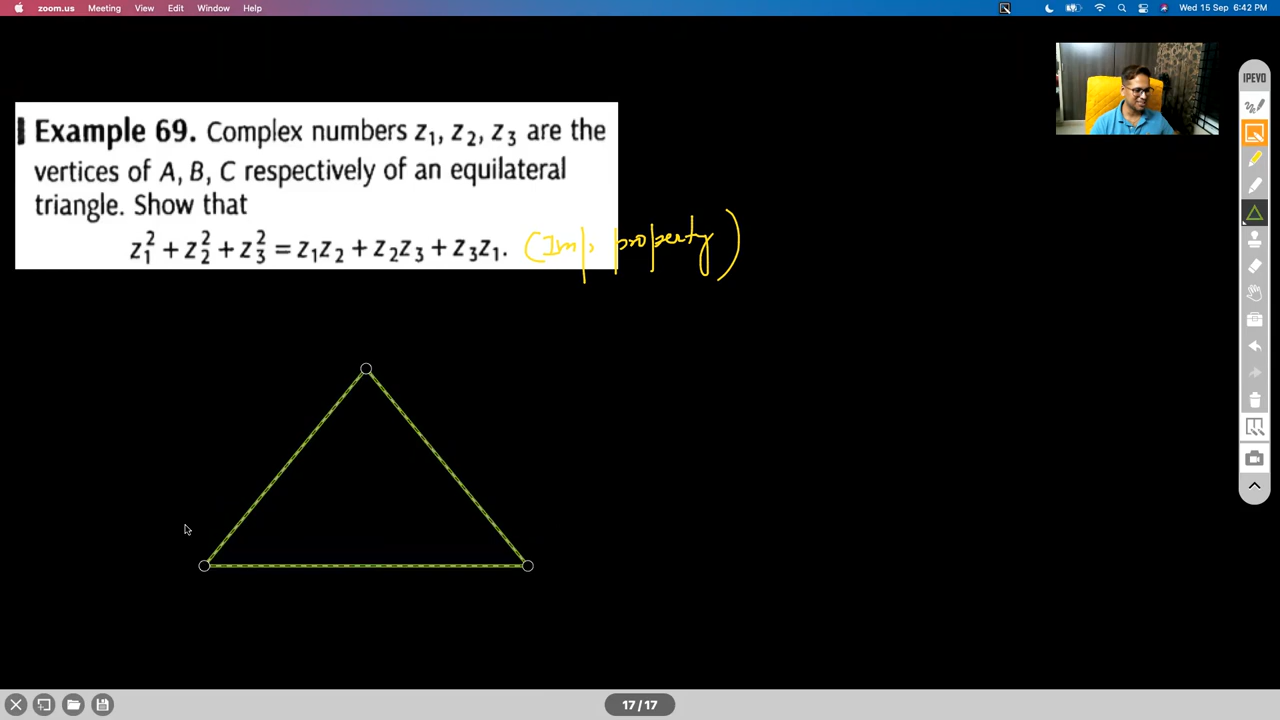 zoom.us Meeting View Edit Window Help Wed 15 Sep 6:42 PM
IPEVO
Example 69. Complex numbers z₁, z₂, z₃ are the
vertices of A, B, C respectively of an equilateral
triangle. Show that
z₁² + z₂² + z₃² = z₁z₂ + z₂z₃ + z₃z₁. (Imp. property)
17/17